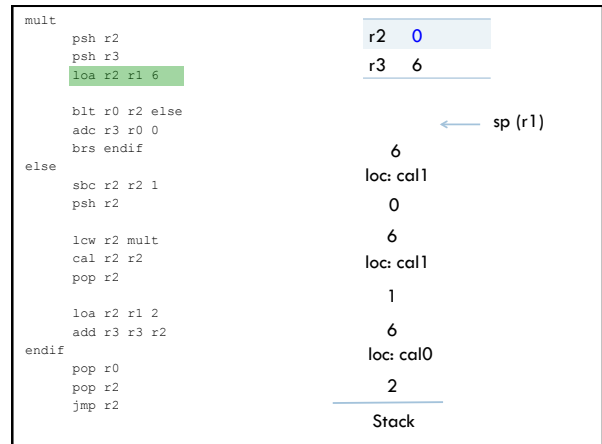 mult
psh r2
psh r3
loa r2 r1 6
blt r0 r2 else
adc r3 r0 0
brs endif
else
sbc r2 r2 1
psh r2
lcw r2 mult
cal r2 r2
pop r2
loa r2 r1 2
add r3 r3 r2
endif
pop r0
pop r2
jmp r2
r2 0
r3 6
sp (r1)
6
loc: cal1
0
6
loc: cal1
1
6
loc: cal0
2
Stack